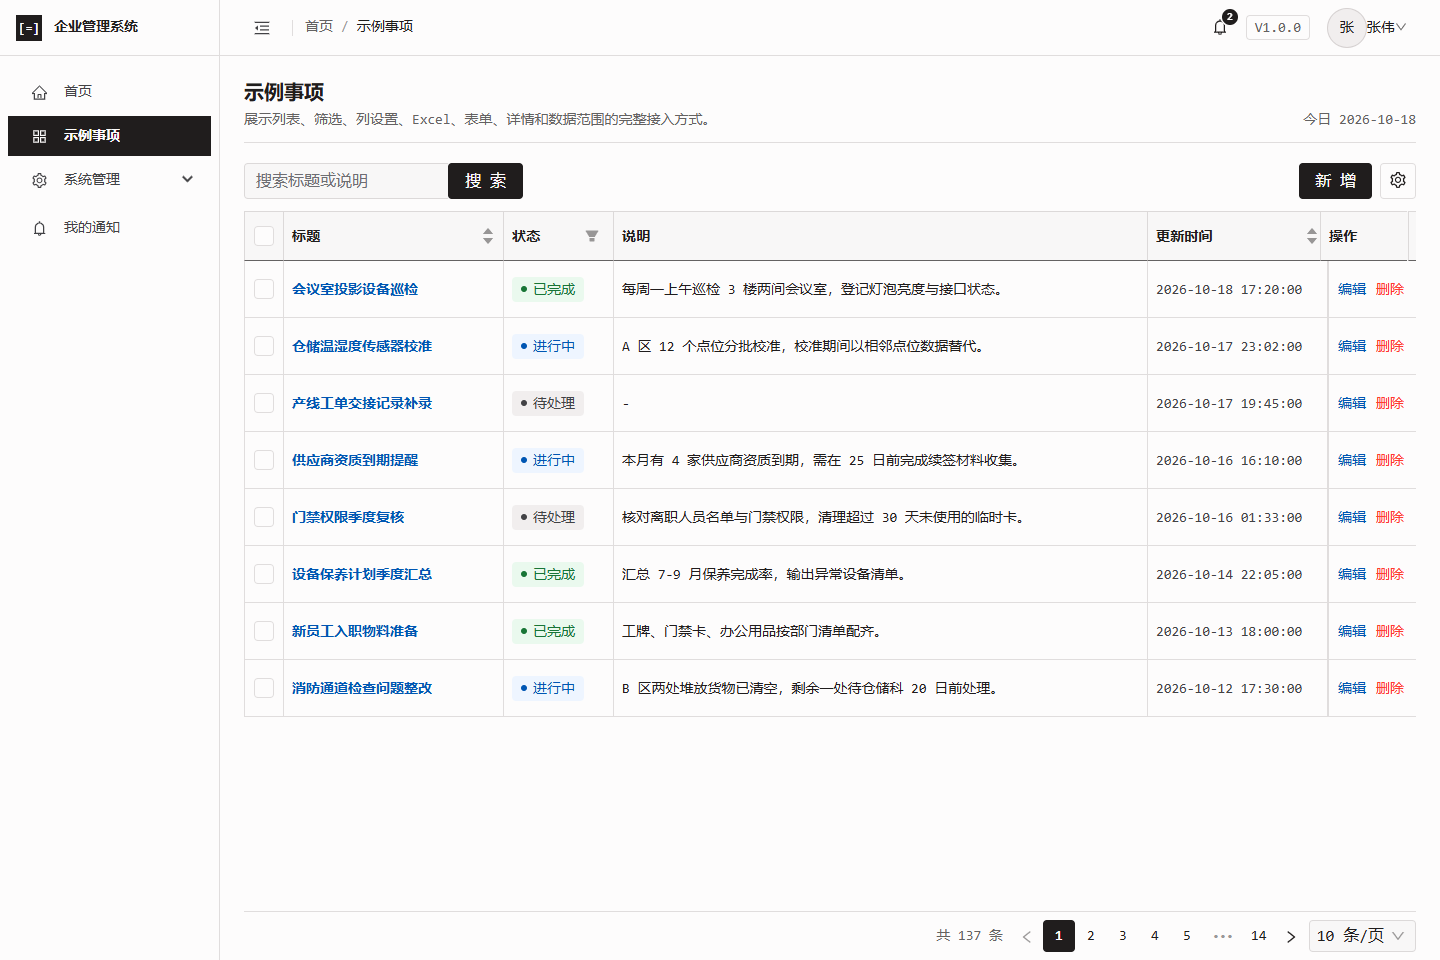 [=] 企业管理系统
首页 / 示例事项
2
V1.0.0
张 张伟
首页
示例事项
系统管理
我的通知
示例事项
展示列表、筛选、列设置、Excel、表单、详情和数据范围的完整接入方式。
今日 2026-10-18
搜索标题或说明 搜 索
新 增
标题 状态 说明 更新时间 操作
会议室投影设备巡检 已完成 每周一上午巡检 3 楼两间会议室，登记灯泡亮度与接口状态。 2026-10-18 17:20:00 编辑 删除
仓储温湿度传感器校准 进行中 A 区 12 个点位分批校准，校准期间以相邻点位数据替代。 2026-10-17 23:02:00 编辑 删除
产线工单交接记录补录 待处理 - 2026-10-17 19:45:00 编辑 删除
供应商资质到期提醒 进行中 本月有 4 家供应商资质到期，需在 25 日前完成续签材料收集。 2026-10-16 16:10:00 编辑 删除
门禁权限季度复核 待处理 核对离职人员名单与门禁权限，清理超过 30 天未使用的临时卡。 2026-10-16 01:33:00 编辑 删除
设备保养计划季度汇总 已完成 汇总 7-9 月保养完成率，输出异常设备清单。 2026-10-14 22:05:00 编辑 删除
新员工入职物料准备 已完成 工牌、门禁卡、办公用品按部门清单配齐。 2026-10-13 18:00:00 编辑 删除
消防通道检查问题整改 进行中 B 区两处堆放货物已清空，剩余一处待仓储科 20 日前处理。 2026-10-12 17:30:00 编辑 删除
共 137 条 1 2 3 4 5 ••• 14 10 条/页